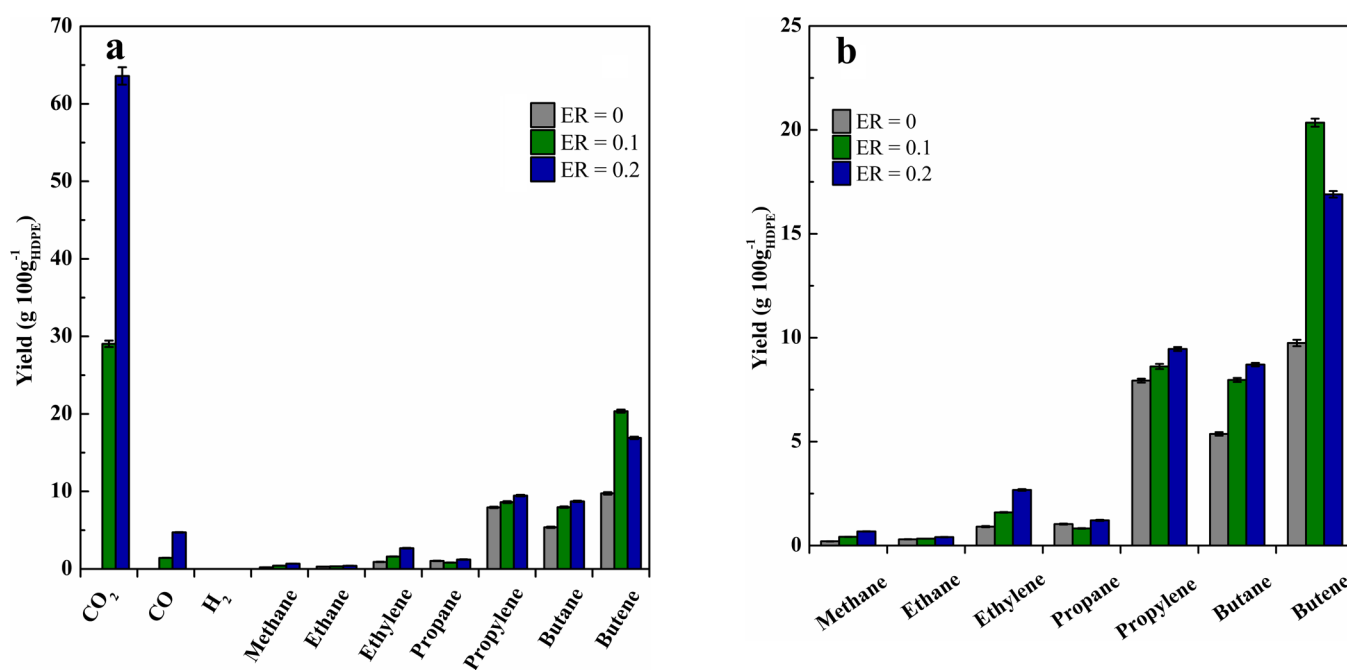 a
70
60
50
40
30
20
10
0
Yield (g 100g⁻¹HDPE)
ER = 0
ER = 0.1
ER = 0.2
CO₂
CO
H₂
Methane
Ethane
Ethylene
Propane
Propylene
Butane
Butene
b
25
20
15
10
5
0
Yield (g 100g⁻¹HDPE)
ER = 0
ER = 0.1
ER = 0.2
Methane
Ethane
Ethylene
Propane
Propylene
Butane
Butene